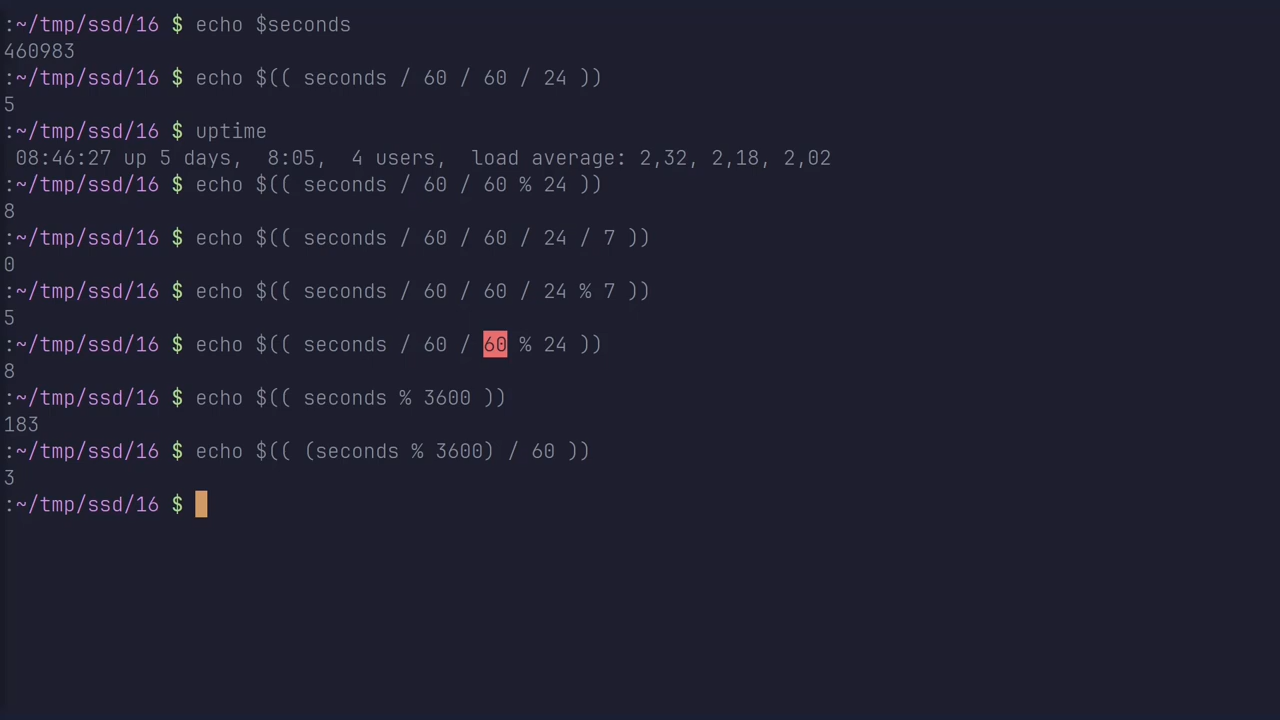 :~/tmp/ssd/16 $ echo $seconds
460983
:~/tmp/ssd/16 $ echo $(( seconds / 60 / 60 / 24 ))
5
:~/tmp/ssd/16 $ uptime
 08:46:27 up 5 days,  8:05,  4 users,  load average: 2,32, 2,18, 2,02
:~/tmp/ssd/16 $ echo $(( seconds / 60 / 60 % 24 ))
8
:~/tmp/ssd/16 $ echo $(( seconds / 60 / 60 / 24 / 7 ))
0
:~/tmp/ssd/16 $ echo $(( seconds / 60 / 60 / 24 % 7 ))
5
:~/tmp/ssd/16 $ echo $(( seconds / 60 / 60 % 24 ))
8
:~/tmp/ssd/16 $ echo $(( seconds % 3600 ))
183
:~/tmp/ssd/16 $ echo $(( (seconds % 3600) / 60 ))
3
:~/tmp/ssd/16 $